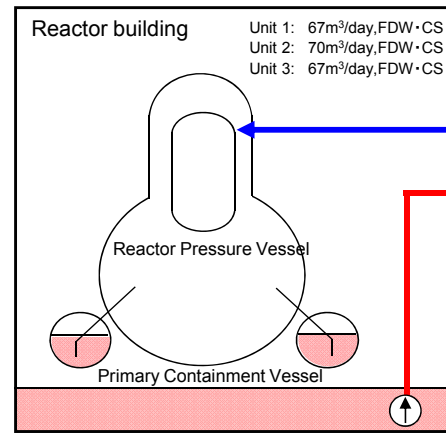 Reactor building
Unit 1: 67m³/day,FDW・CS
Unit 2: 70m³/day,FDW・CS
Unit 3: 67m³/day,FDW・CS
Reactor Pressure Vessel
Primary Containment Vessel